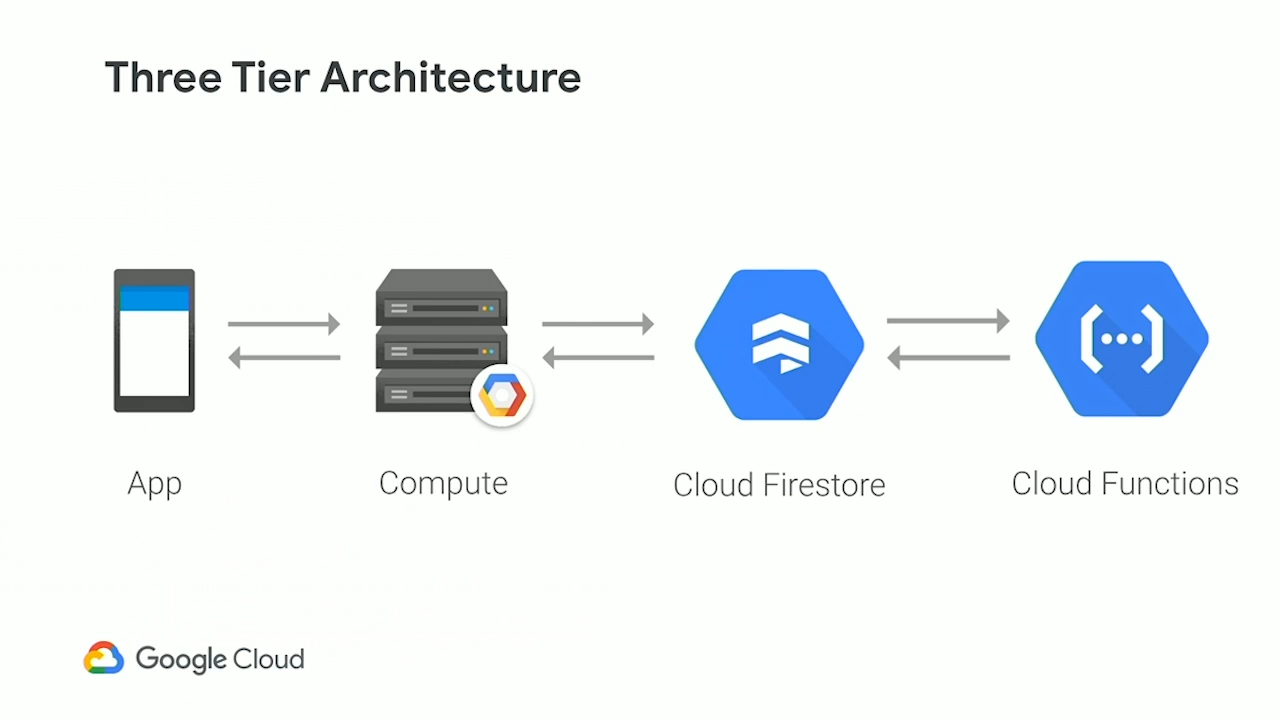 Three Tier Architecture
App
Compute
Cloud Firestore
Cloud Functions
Google Cloud